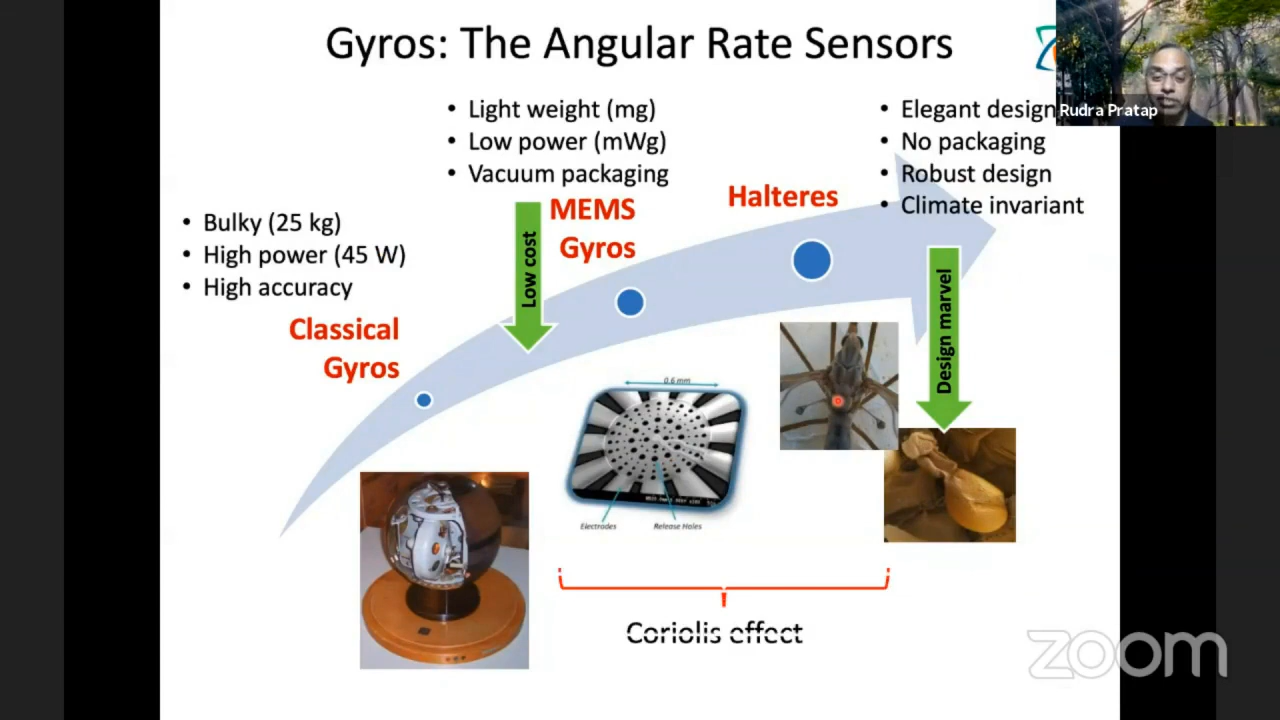 Gyros: The Angular Rate Sensors
Rudra Pratap
• Light weight (mg)
• Low power (mWg)
• Vacuum packaging
• Elegant design
• No packaging
• Robust design
• Climate invariant
• Bulky (25 kg)
• High power (45 W)
• High accuracy
MEMS
Gyros
Halteres
Low cost
Classical
Gyros
Design marvel
0.6 mm
Electrodes
Release Holes
Coriolis effect
zoom